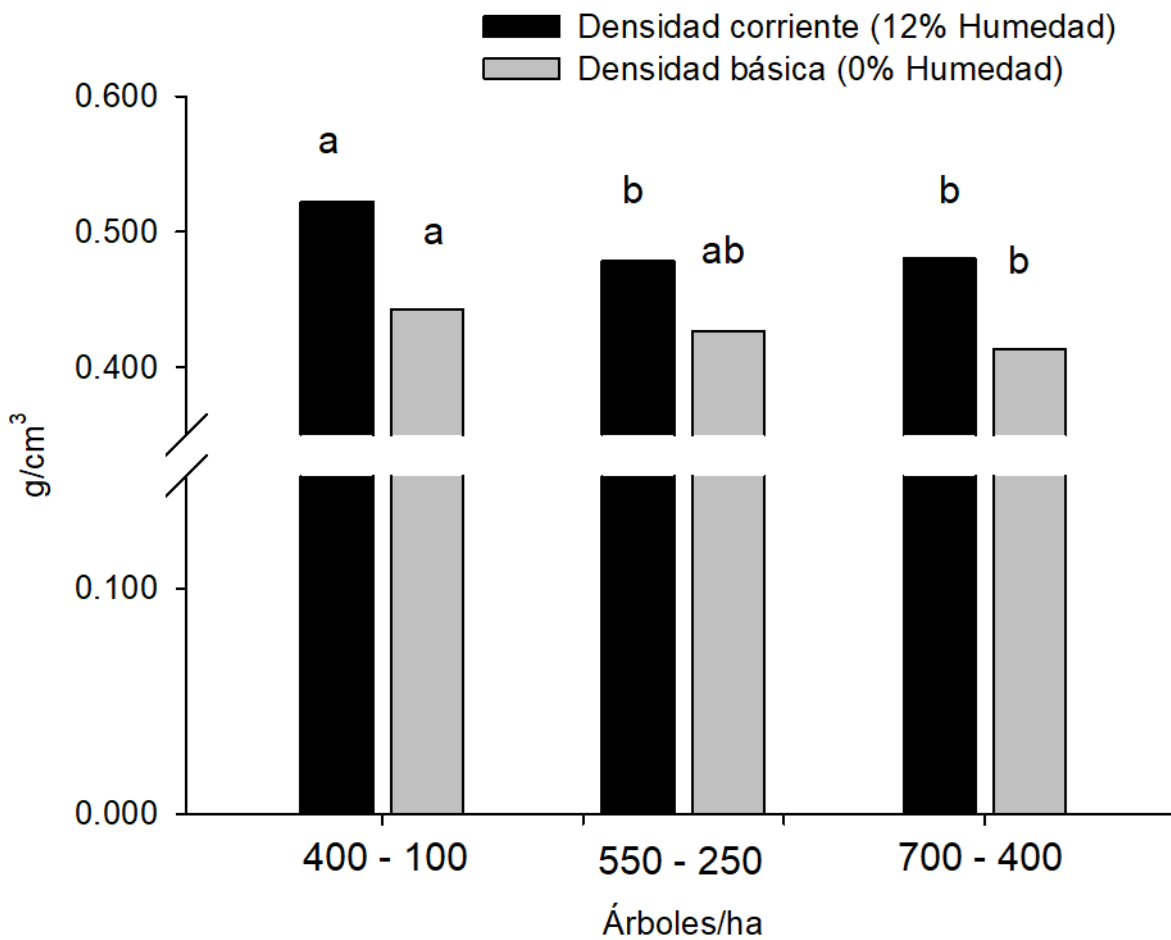 Densidad corriente (12% Humedad)
Densidad básica (0% Humedad)
0.600
0.500
0.400
0.100
0.000
g/cm³
a
a
b
ab
b
b
400 - 100
550 - 250
700 - 400
Árboles/ha